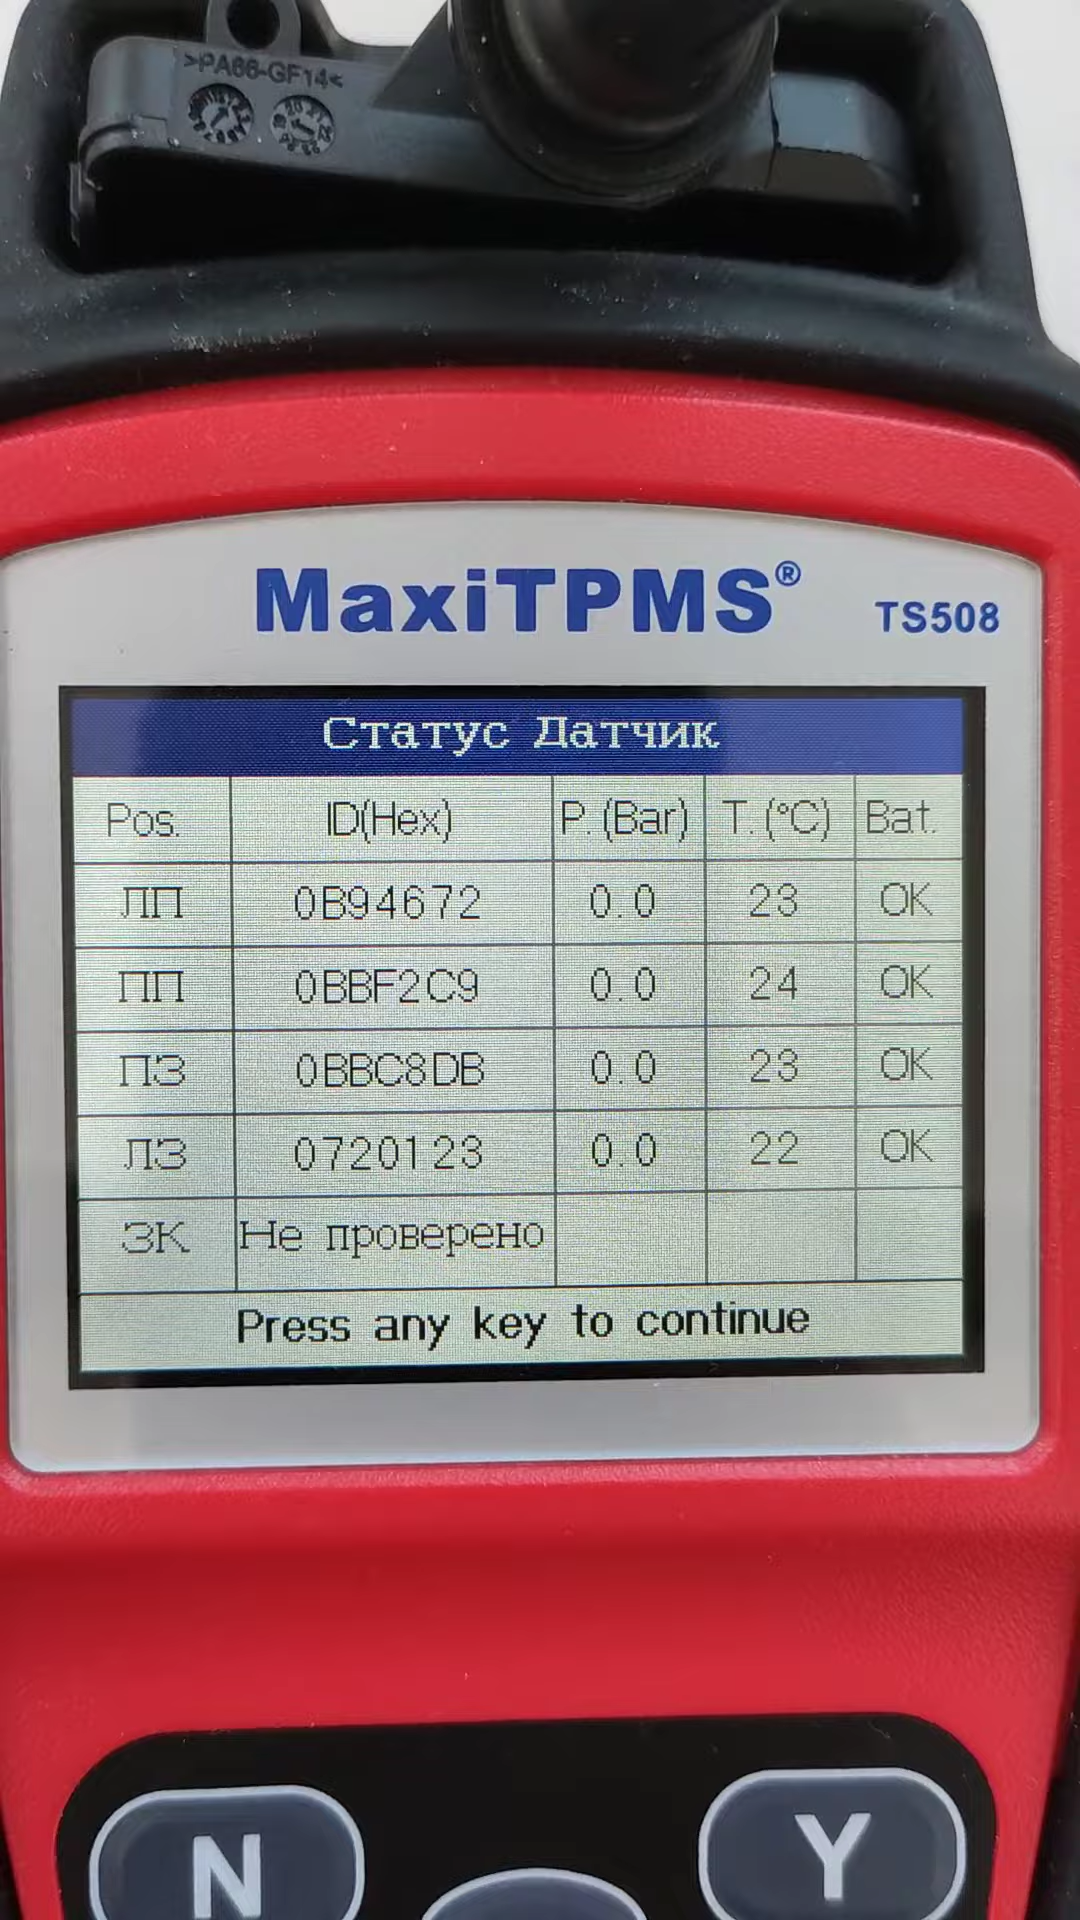 >PA66-GF14<
MaxiTPMS®
TS508
Статус Датчик
Pos. ID(Hex) P. (Bar) T. (°C) Bat.
ЛП 0B94672 0.0 23 OK
ПП 0BBF2C9 0.0 24 OK
ПЗ 0BBC8DB 0.0 23 OK
ЛЗ 0720123 0.0 22 OK
ЗК Не проверено
Press any key to continue
N Y